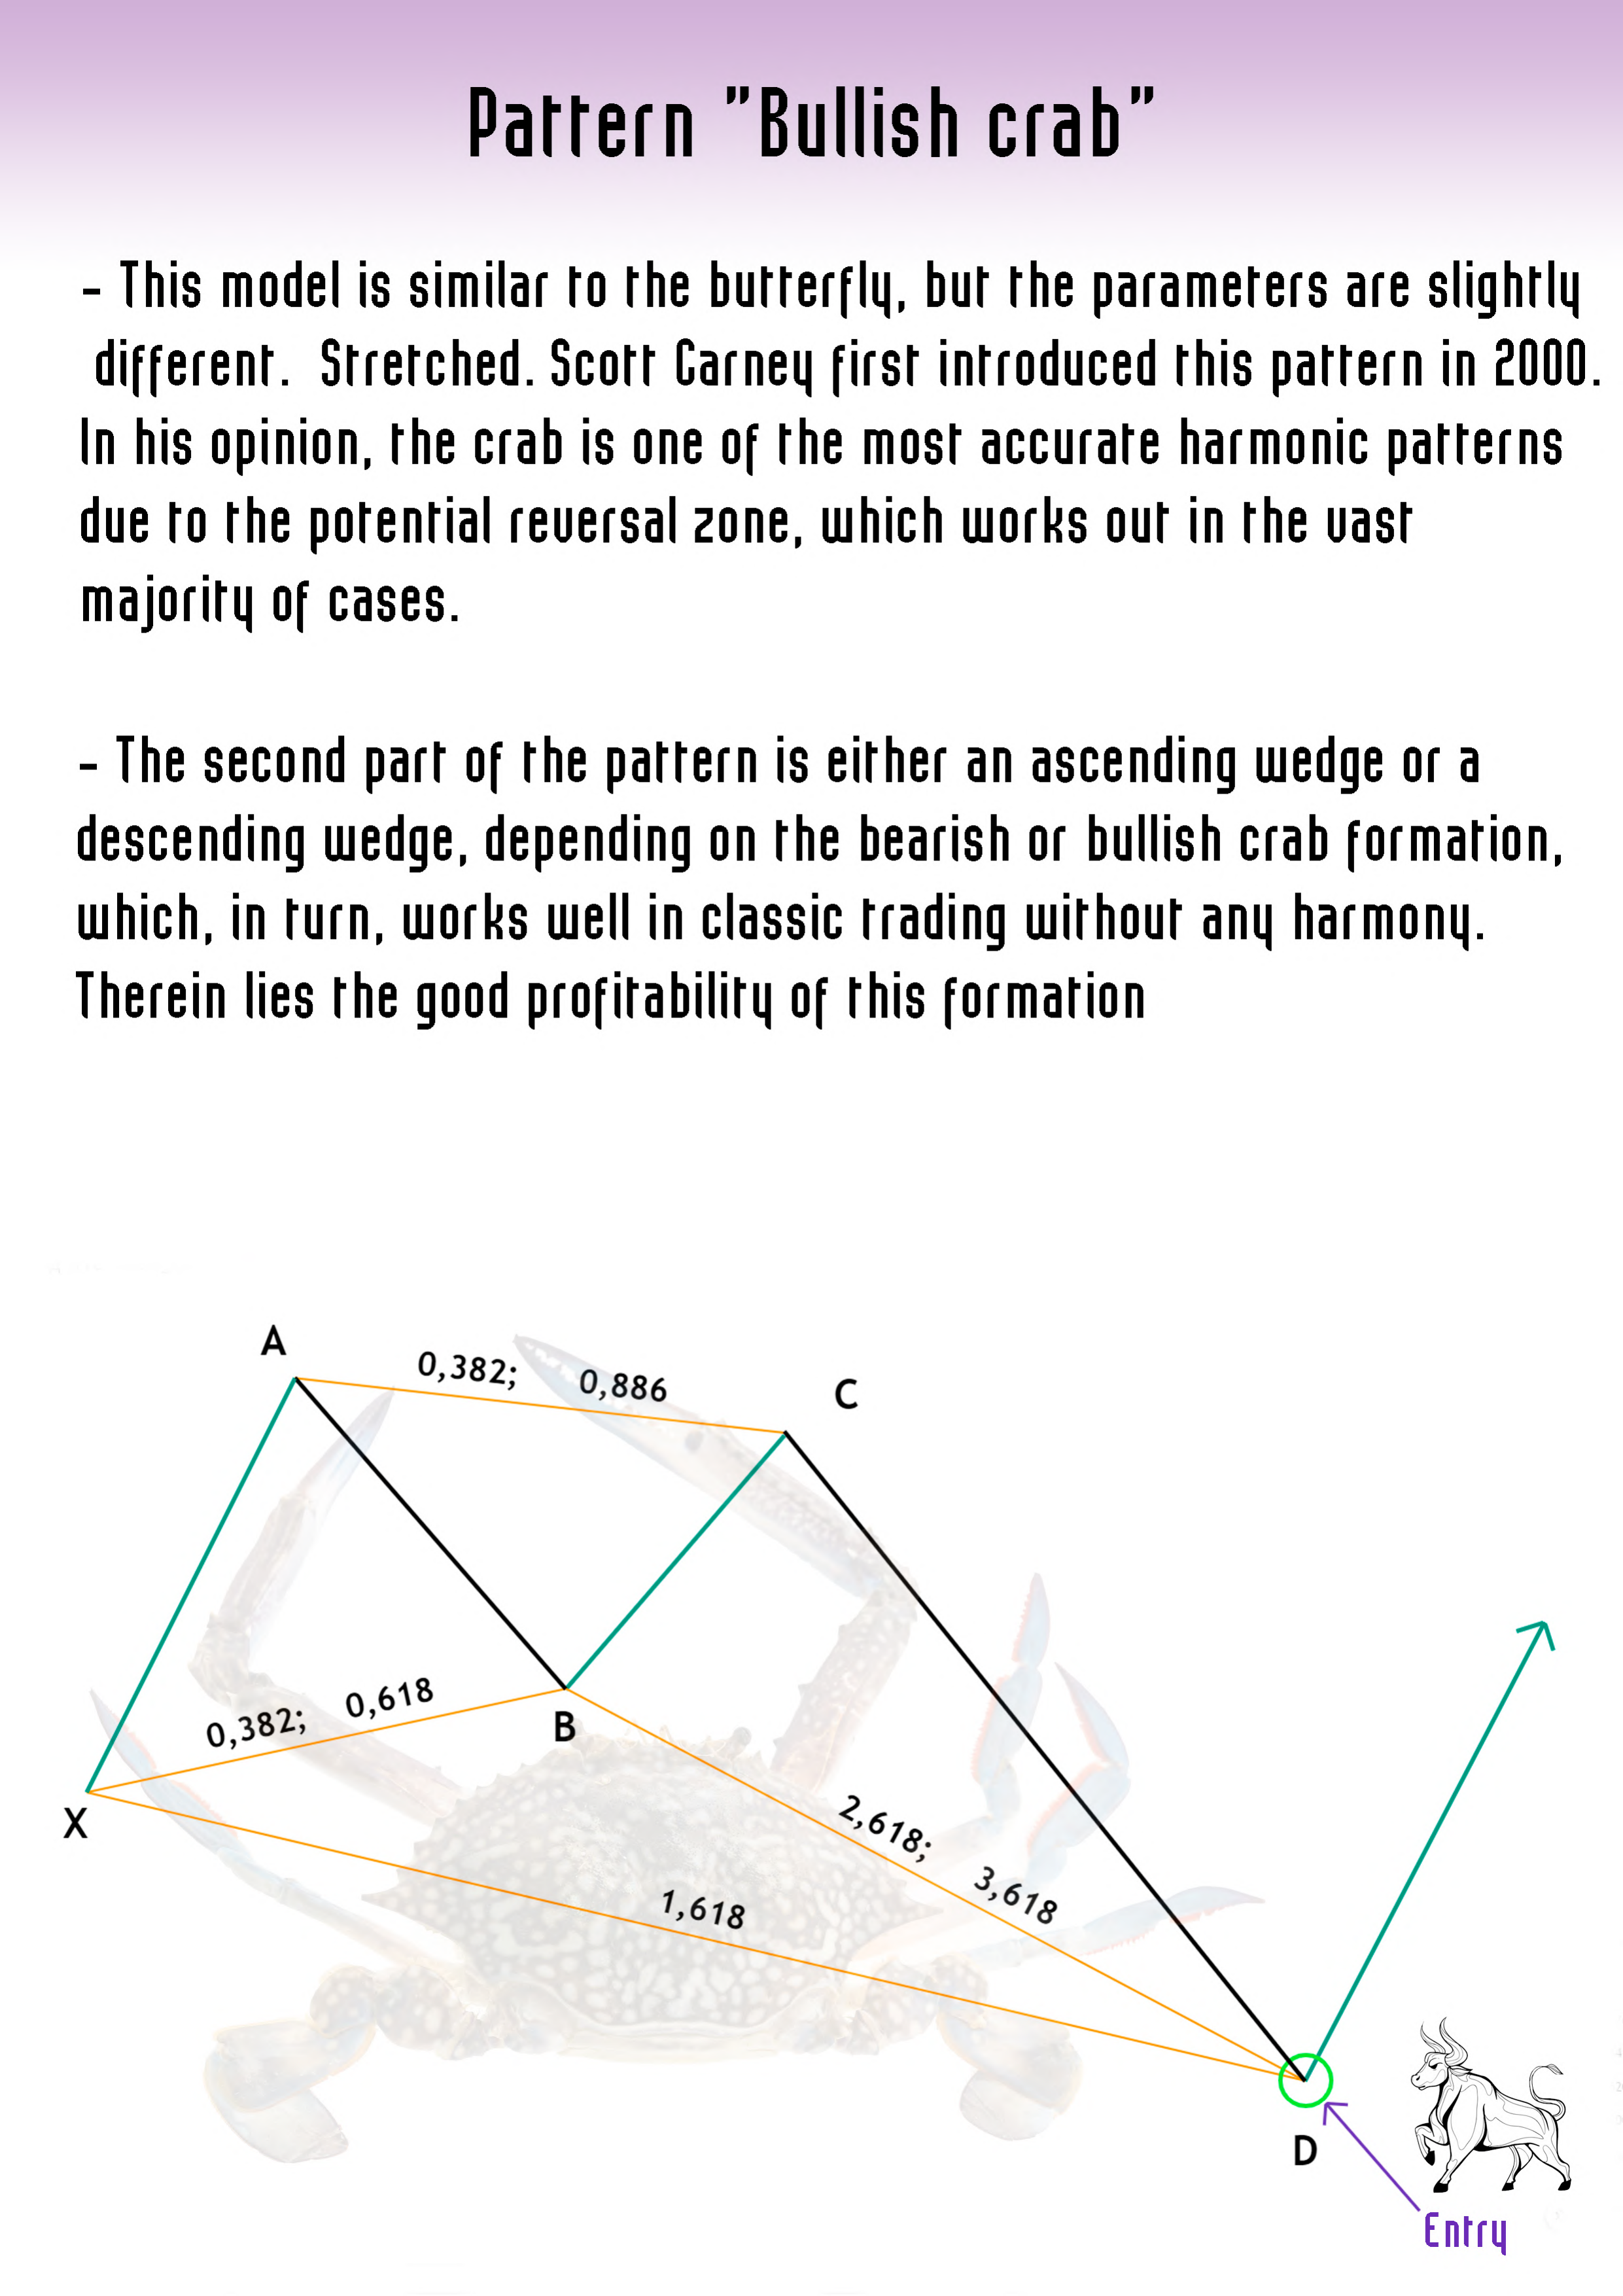 Pattern "Bullish crab"
- This model is similar to the butterfly, but the parameters are slightly
different. Stretched. Scott Carney first introduced this pattern in 2000.
In his opinion, the crab is one of the most accurate harmonic patterns
due to the potential reversal zone, which works out in the vast
majority of cases.
- The second part of the pattern is either an ascending wedge or a
descending wedge, depending on the bearish or bullish crab formation,
which, in turn, works well in classic trading without any harmony.
Therein lies the good profitability of this formation
A
0,382; 0,886
C
0,382; 0,618
B
X
2,618; 3,618
1,618
D
Entry